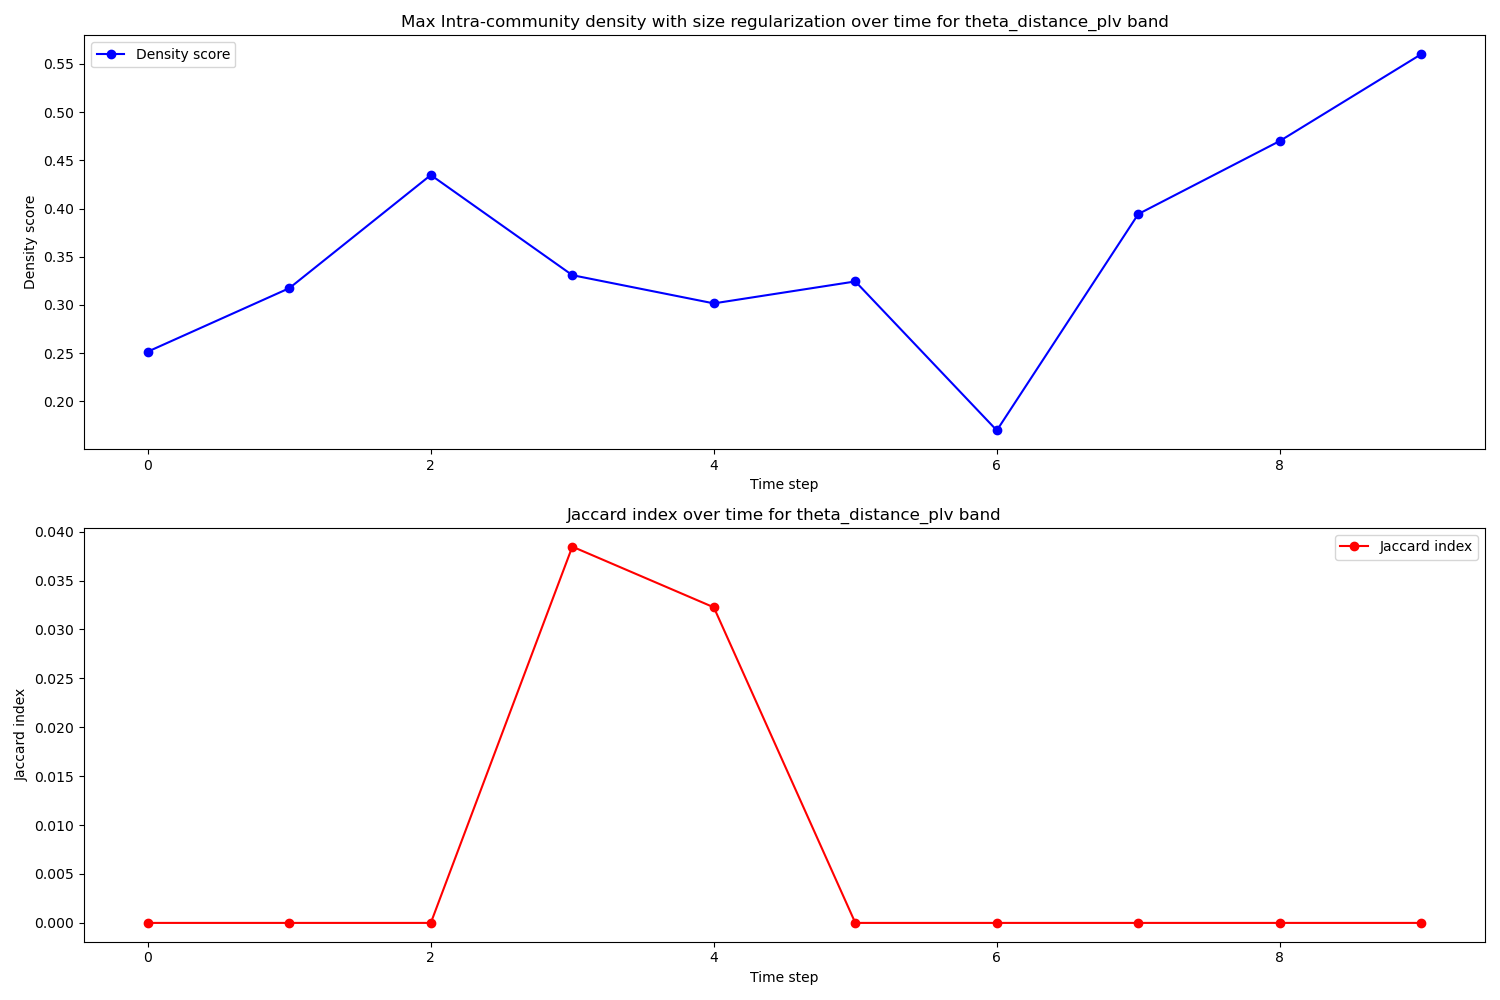 Max Intra-community density with size regularization over time for theta_distance_plv band
Density score
Density score
0.55
0.50
0.45
0.40
0.35
0.30
0.25
0.20
0 2 4 6 8
Time step
Jaccard index over time for theta_distance_plv band
Jaccard index
Jaccard index
0.040
0.035
0.030
0.025
0.020
0.015
0.010
0.005
0.000
0 2 4 6 8
Time step